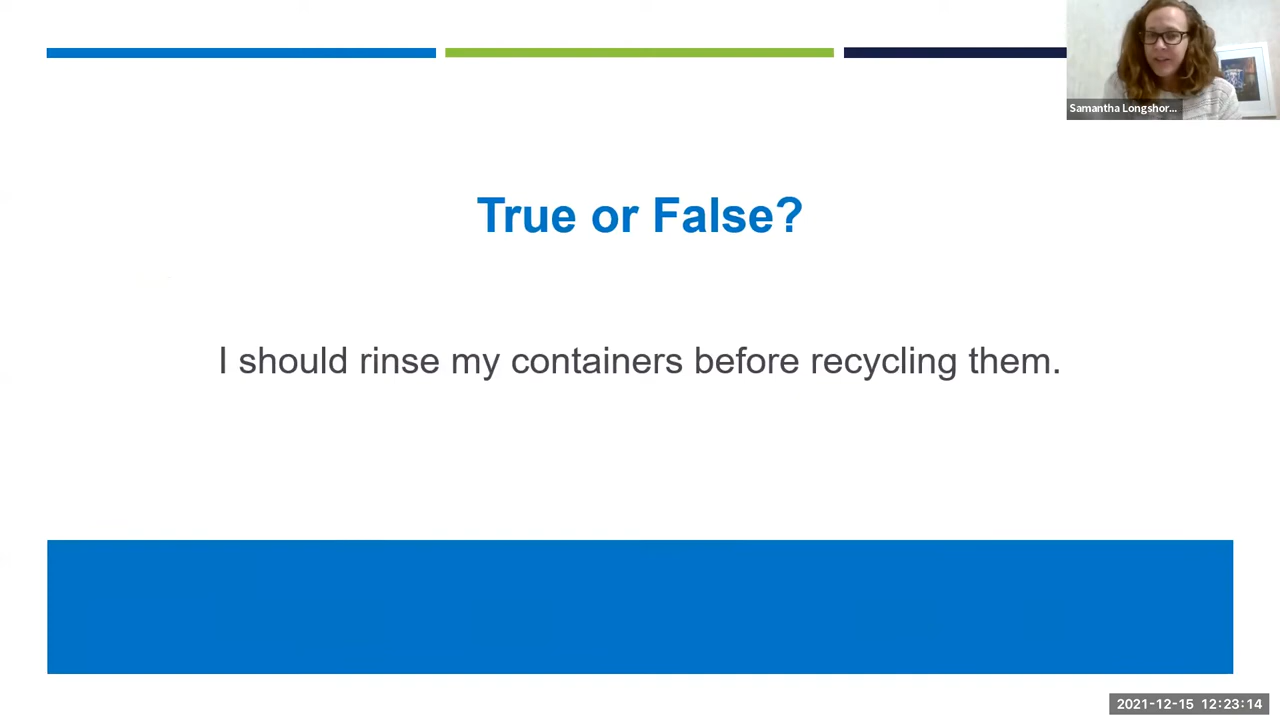 Samantha Longshor...
True or False?
I should rinse my containers before recycling them.
2021-12-15 12:23:14